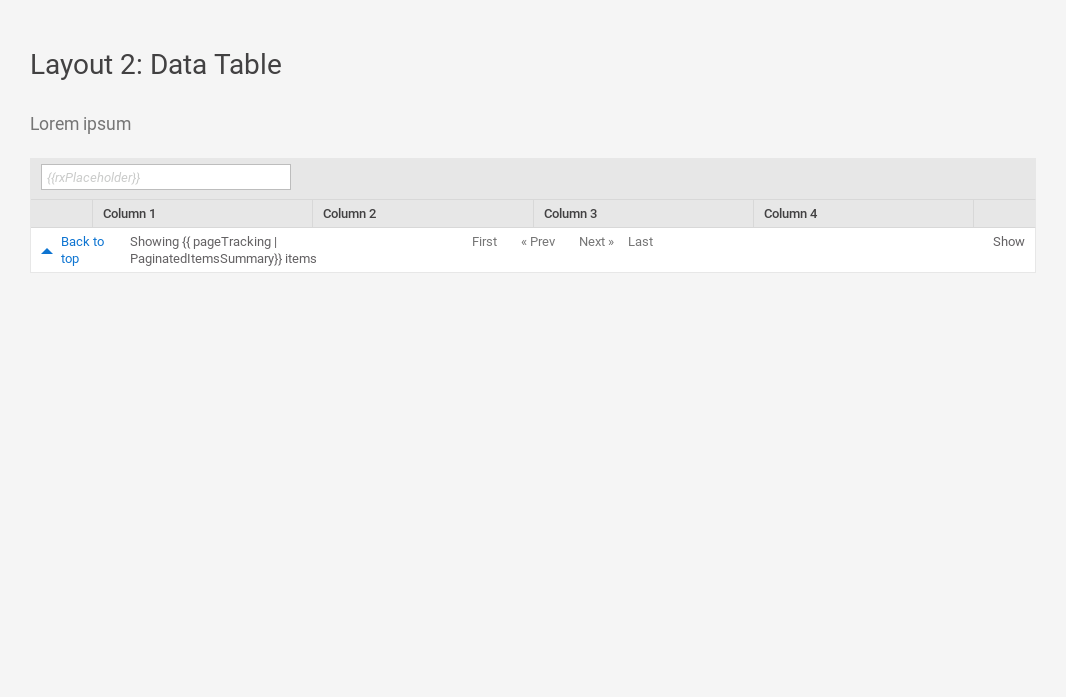 Layout 2: Data Table
Lorem ipsum
{{rxPlaceholder}}
Column 1 Column 2 Column 3 Column 4
Back to top
Showing {{ pageTracking |
PaginatedItemsSummary}} items
First « Prev Next » Last
Show